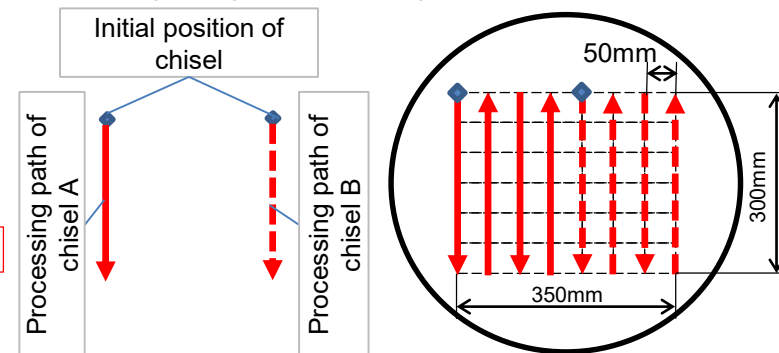 Initial position of
chisel
Processing path of
chisel A
Processing path of
chisel B
50mm
300mm
350mm